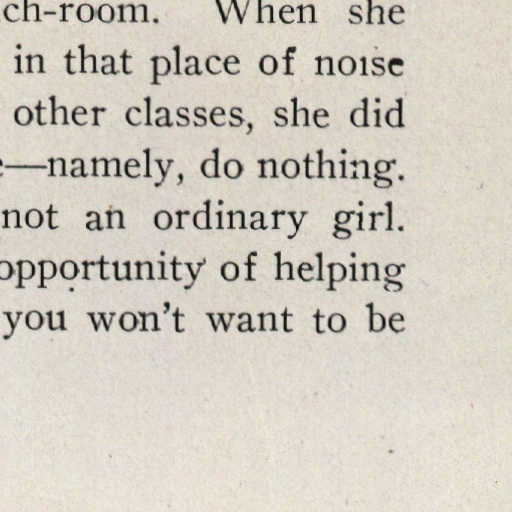 ch-room. When she
in that place of noise
other classes, she did
—namely, do nothing.
not an ordinary girl.
opportunity of helping
you won't want to be